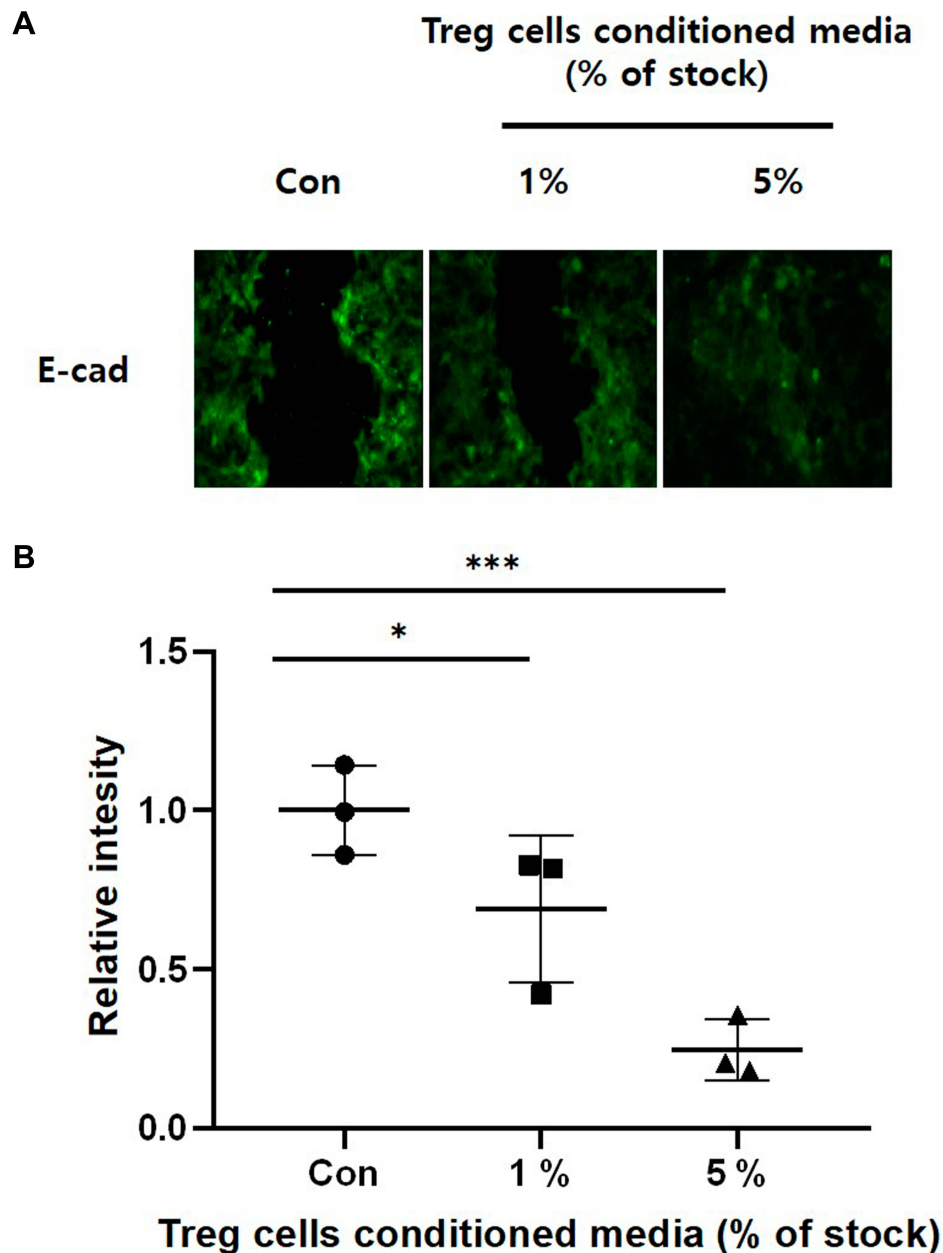 A
Treg cells conditioned media
(% of stock)
Con 1% 5%
E-cad
B
***
*
1.5
1.0
0.5
0.0
Relative intesity
Con 1 % 5 %
Treg cells conditioned media (% of stock)